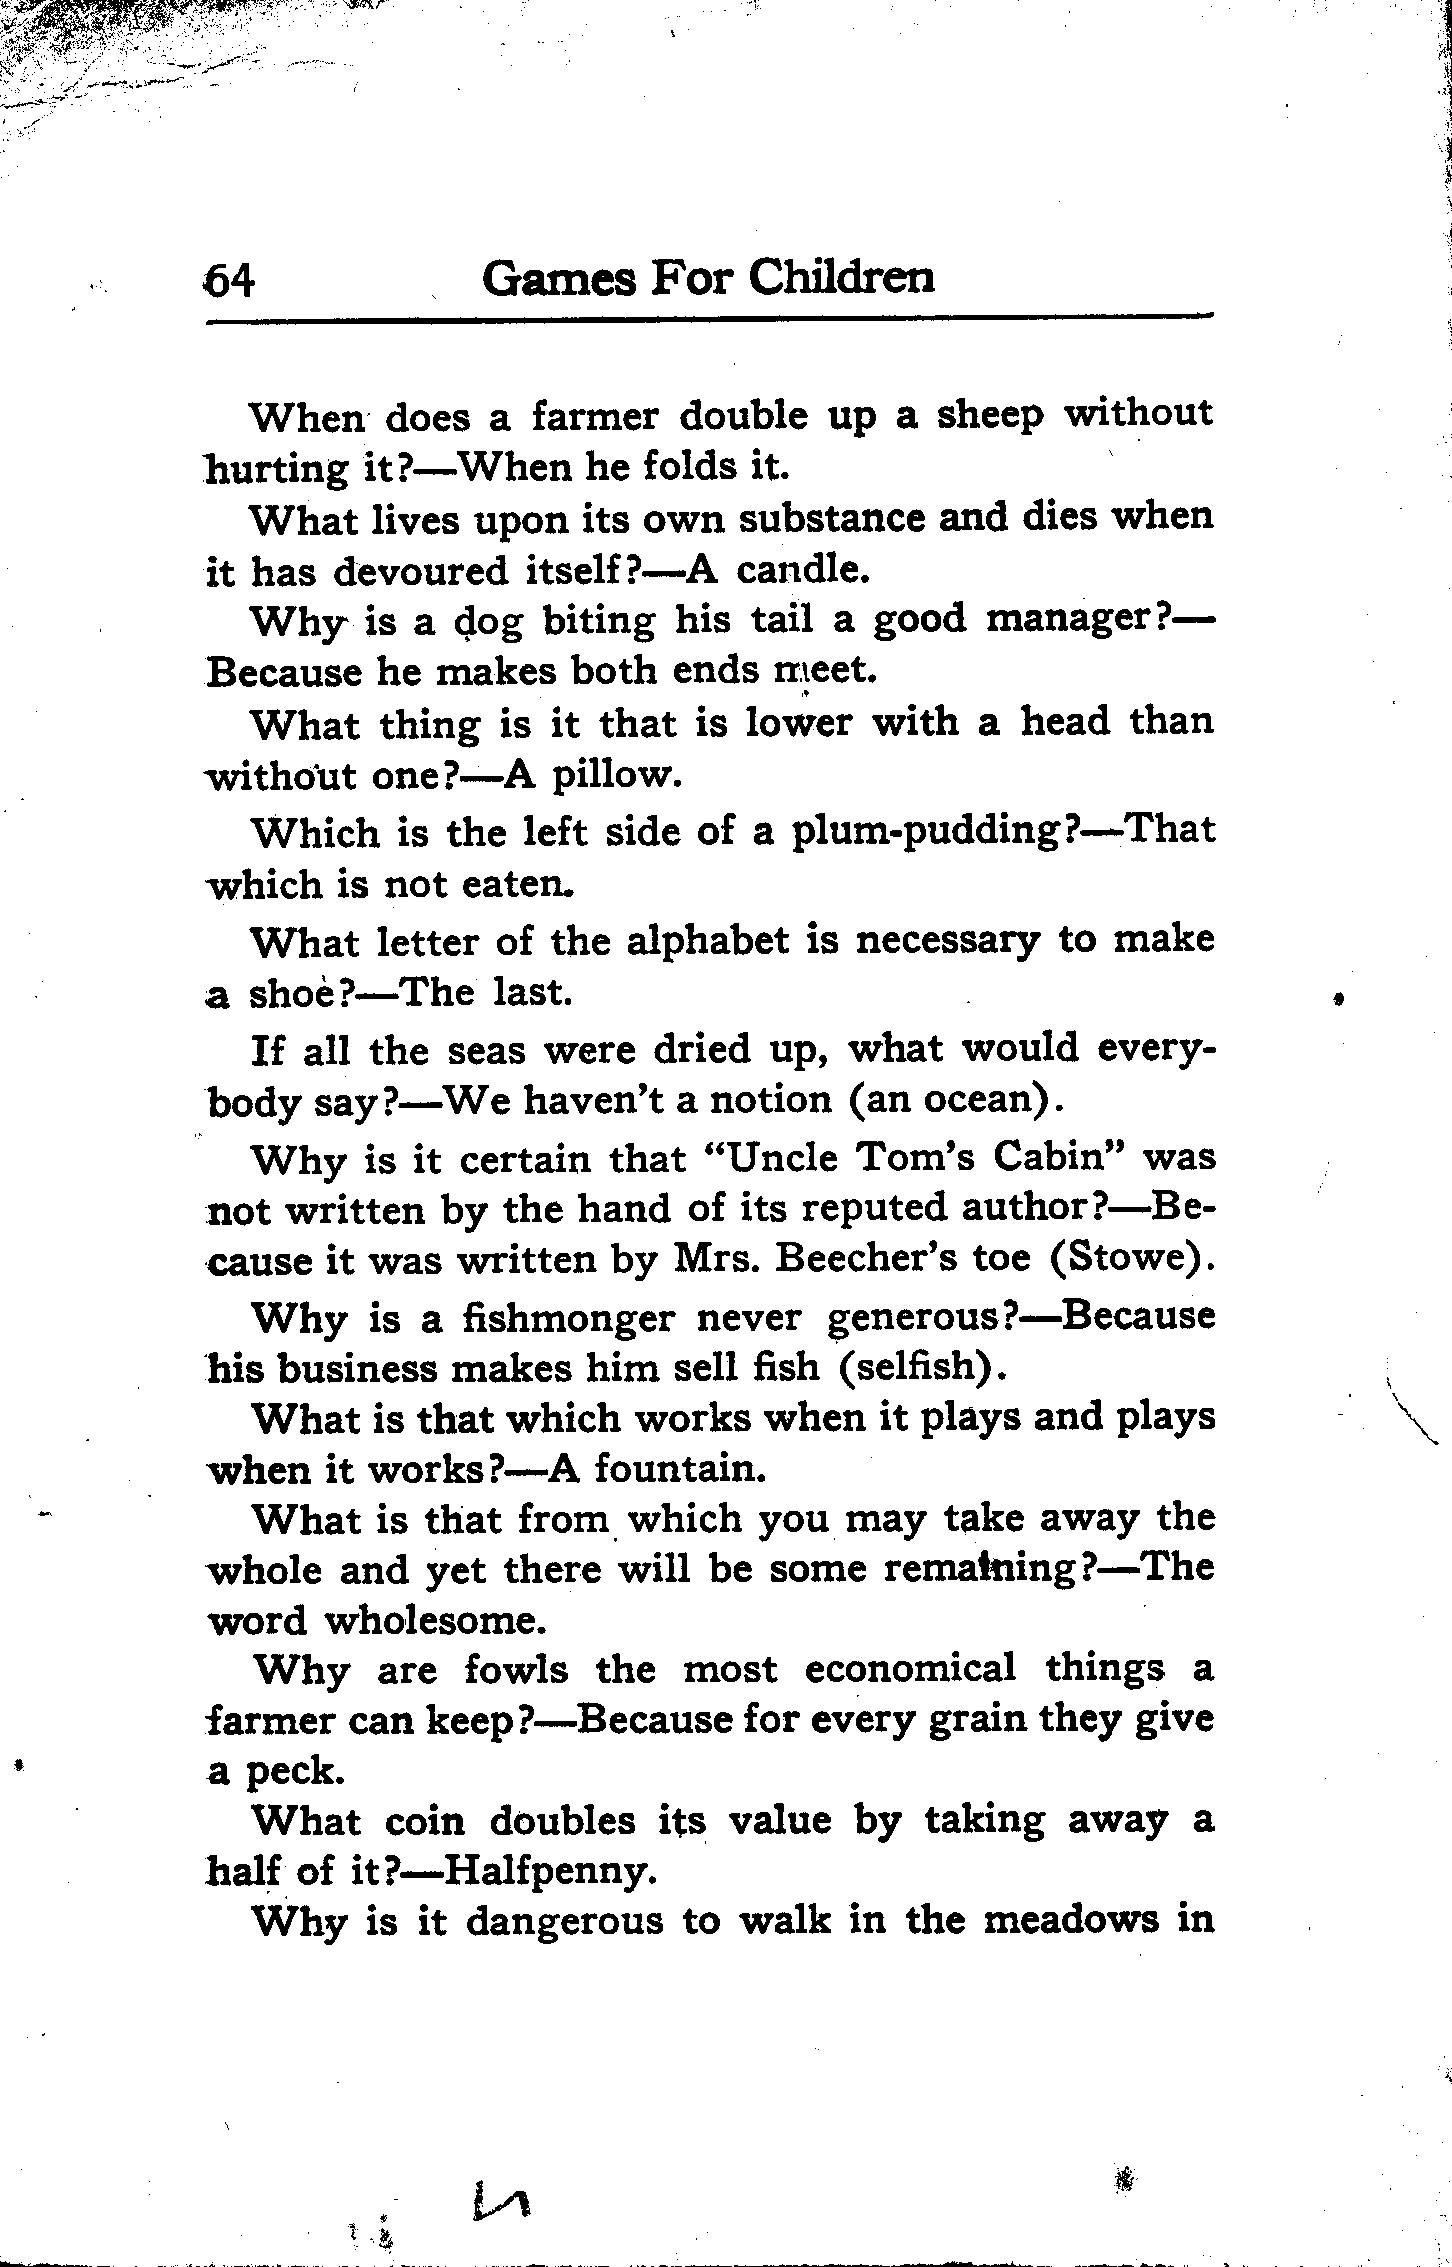 64 Games For Children
When does a farmer double up a sheep without
hurting it?—When he folds it.
What lives upon its own substance and dies when
it has devoured itself?—A candle.
Why is a dog biting his tail a good manager?—
Because he makes both ends meet.
What thing is it that is lower with a head than
without one?—A pillow.
Which is the left side of a plum-pudding?—That
which is not eaten.
What letter of the alphabet is necessary to make
a shoe?—The last.
If all the seas were dried up, what would every-
body say?—We haven't a notion (an ocean).
Why is it certain that “Uncle Tom's Cabin” was
not written by the hand of its reputed author?—Be-
cause it was written by Mrs. Beecher's toe (Stowe).
Why is a fishmonger never generous?—Because
his business makes him sell fish (selfish).
What is that which works when it plays and plays
when it works?—A fountain.
What is that from which you may take away the
whole and yet there will be some remaining?—The
word wholesome.
Why are fowls the most economical things a
farmer can keep?—Because for every grain they give
a peck.
What coin doubles its value by taking away a
half of it?—Halfpenny.
Why is it dangerous to walk in the meadows in